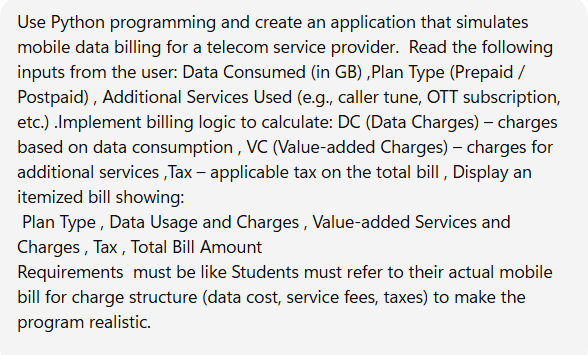 Use Python programming and create an application that simulates
mobile data billing for a telecom service provider.  Read the following
inputs from the user: Data Consumed (in GB) ,Plan Type (Prepaid /
Postpaid) , Additional Services Used (e.g., caller tune, OTT subscription,
etc.) .Implement billing logic to calculate: DC (Data Charges) – charges
based on data consumption , VC (Value-added Charges) – charges for
additional services ,Tax – applicable tax on the total bill , Display an
itemized bill showing:
 Plan Type , Data Usage and Charges , Value-added Services and
Charges , Tax , Total Bill Amount
Requirements  must be like Students must refer to their actual mobile
bill for charge structure (data cost, service fees, taxes) to make the
program realistic.